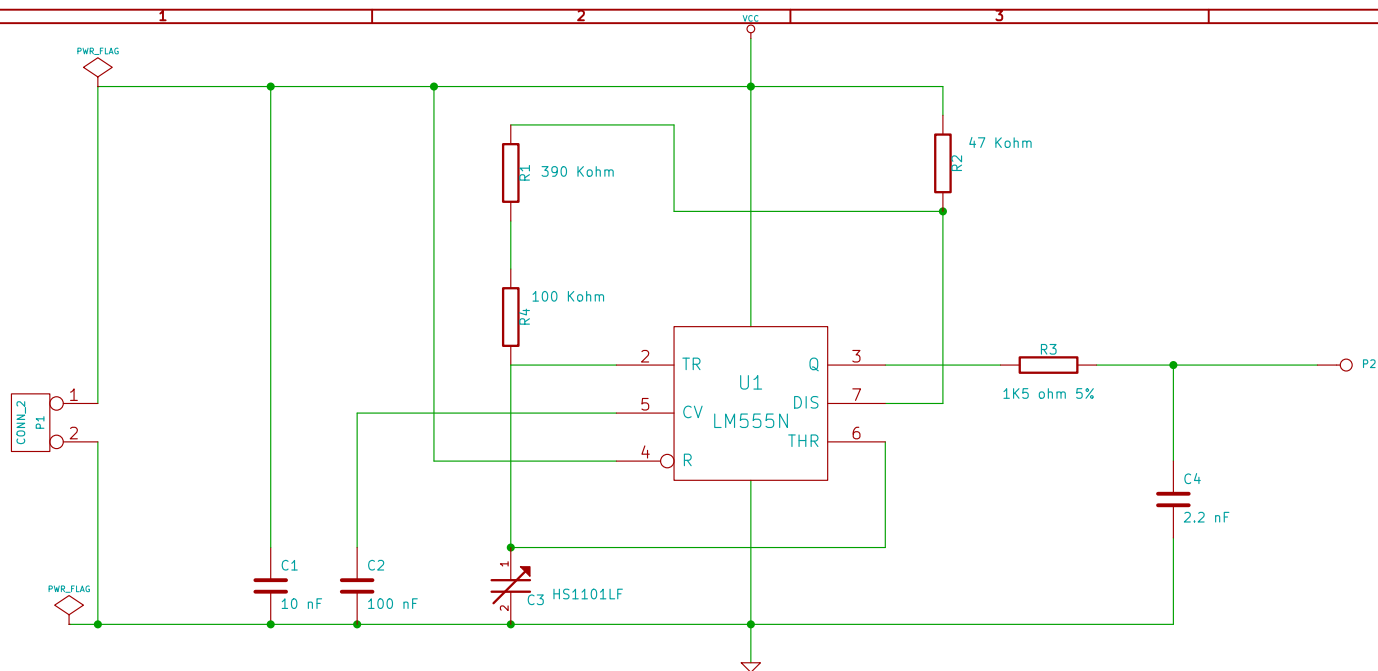 1 2 3
VCC
PWR_FLAG
47 Kohm
R2
R1 390 Kohm
100 Kohm
R4
2 TR Q 3
R3
P2
U1
1K5 ohm 5%
CONN_2
P1
1
2
5 CV DIS 7
LM555N
THR 6
4 R
C4
2.2 nF
C1
10 nF
C2
100 nF
1
2
C3 HS1101LF
PWR_FLAG